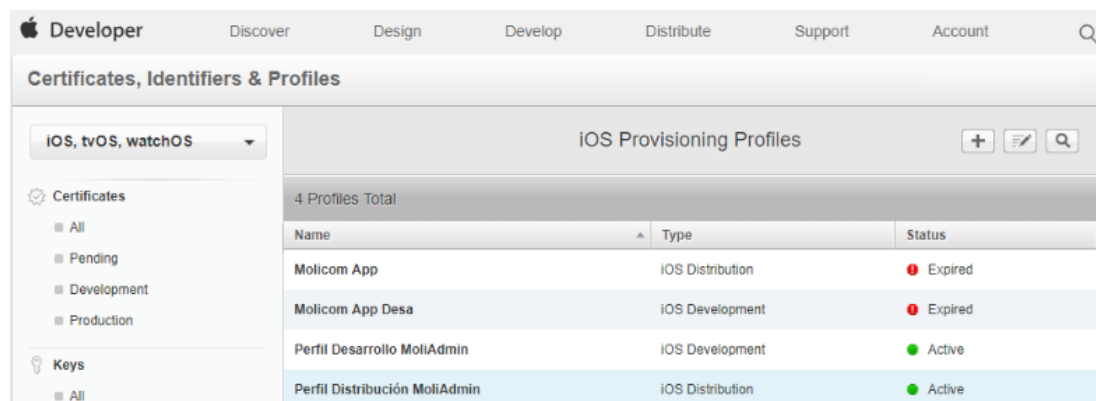 Developer Discover Design Develop Distribute Support Account
Certificates, Identifiers & Profiles
iOS, tvOS, watchOS
iOS Provisioning Profiles
Certificates
All
Pending
Development
Production
Keys
All
4 Profiles Total
Name Type Status
Molicom App iOS Distribution Expired
Molicom App Desa iOS Development Expired
Perfil Desarrollo MoliAdmin iOS Development Active
Perfil Distribución MoliAdmin iOS Distribution Active